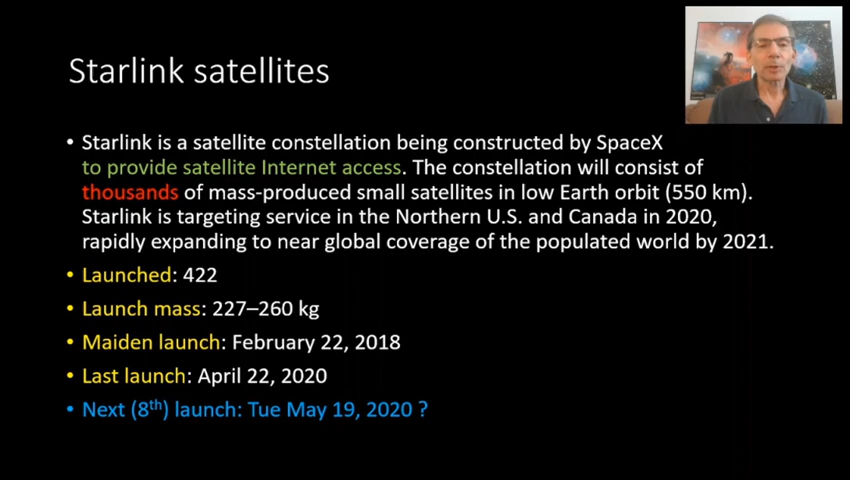 Starlink satellites
• Starlink is a satellite constellation being constructed by SpaceX
to provide satellite Internet access. The constellation will consist of
thousands of mass-produced small satellites in low Earth orbit (550 km).
Starlink is targeting service in the Northern U.S. and Canada in 2020,
rapidly expanding to near global coverage of the populated world by 2021.
• Launched: 422
• Launch mass: 227–260 kg
• Maiden launch: February 22, 2018
• Last launch: April 22, 2020
• Next (8th) launch: Tue May 19, 2020 ?